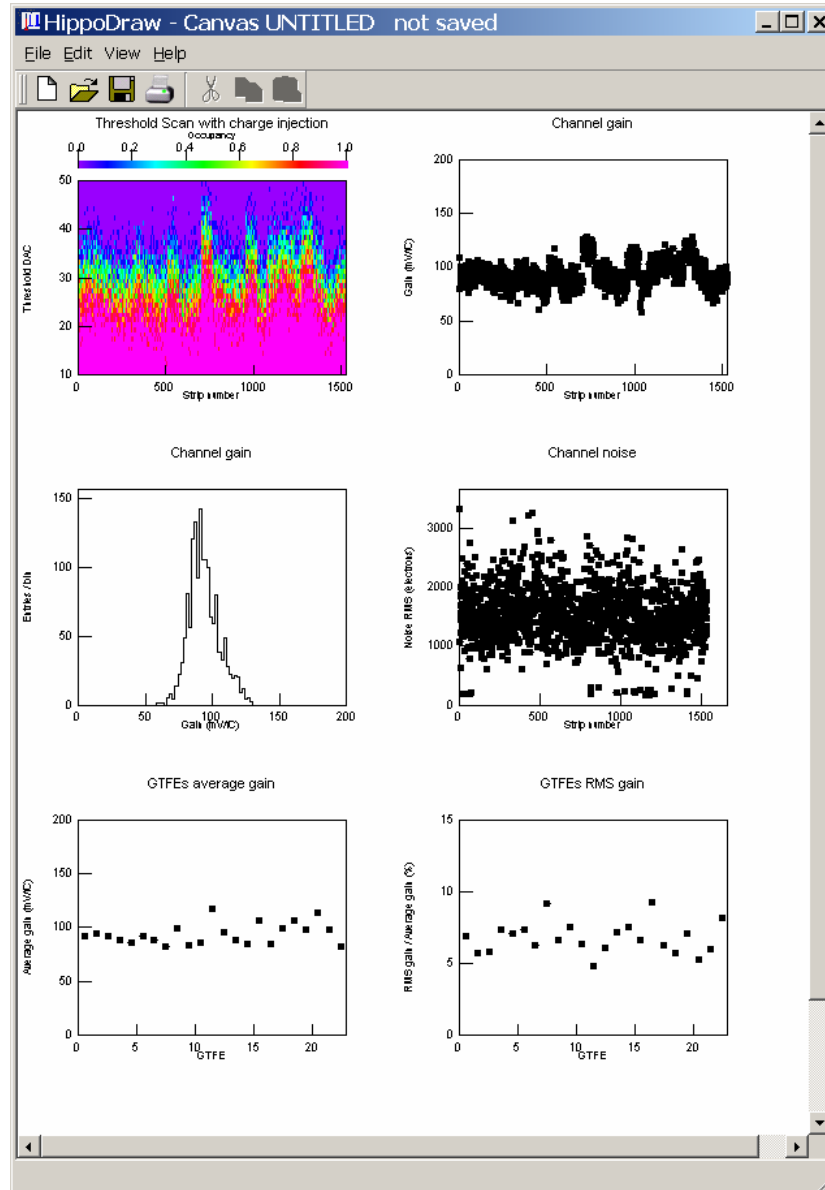 HippoDraw - Canvas UNTITLED not saved
File Edit View Help
Threshold Scan with charge injection
Occupancy
0.0 0.2 0.4 0.6 0.8 1.0
50
40
30
20
10
Threshold DAC
0 500 1000 1500
Strip number
Channel gain
200
150
100
50
0
Gain (mV/fC)
0 500 1000 1500
Strip number
Channel gain
150
100
50
0
Entries / bin
0 50 100 150 200
Gain (mV/fC)
Channel noise
3000
2000
1000
0
Noise RMS (electrons)
0 500 1000 1500
Strip number
GTFEs average gain
200
150
100
50
0
Average gain (mV/fC)
0 5 10 15 20
GTFE
GTFEs RMS gain
15
10
5
0
RMS gain / Average gain (%)
0 5 10 15 20
GTFE